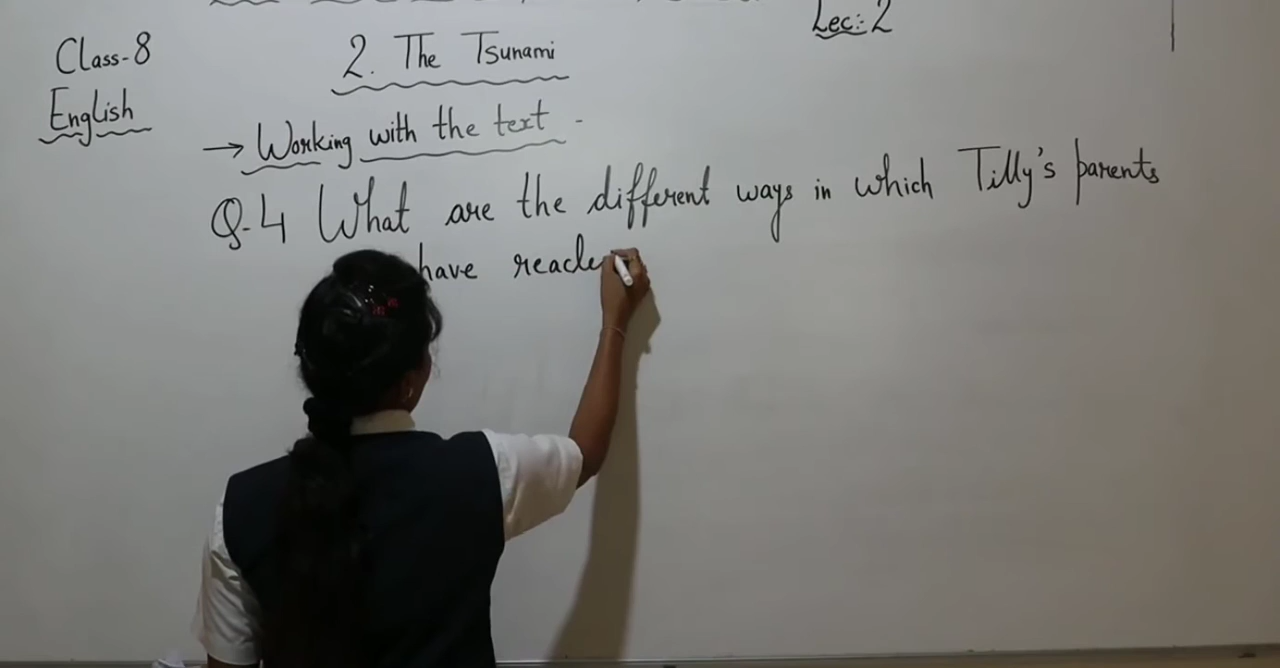 Lec:- 2
Class-8
2. The Tsunami
English
→ Working with the text -
Q-4 What are the different ways in which Tilly's parents
have